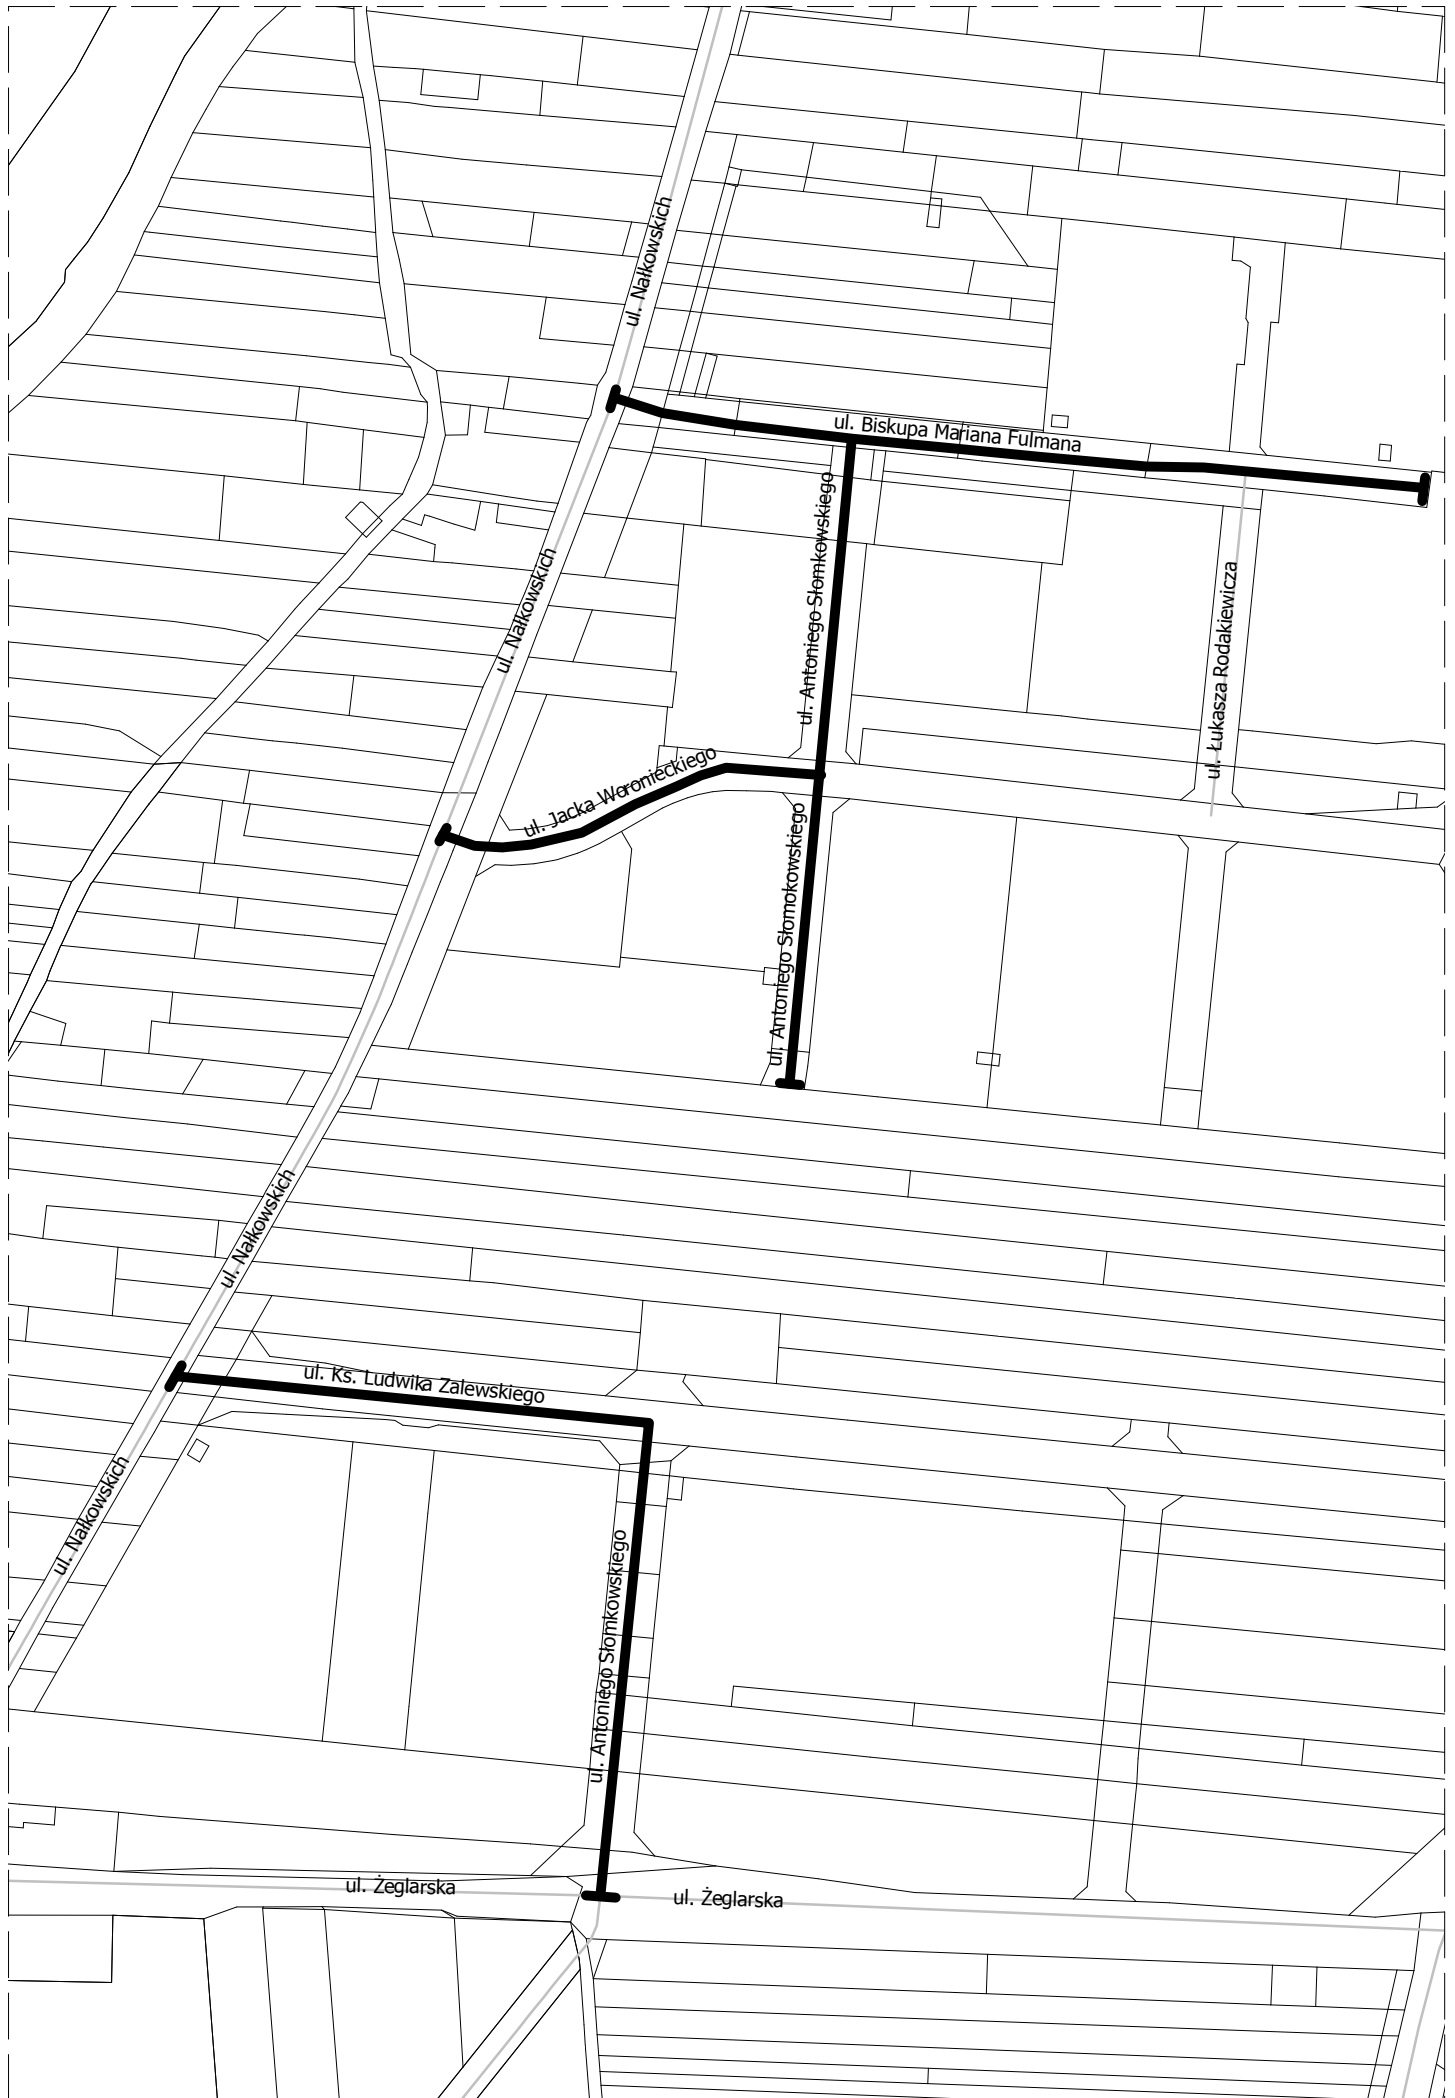 ul. Nałkowskich
ul. Biskupa Mariana Fulmana
ul. Antoniego Słomkowskiego
ul. Nałkowskich
ul. Łukasza Rodakiewicza
ul. Jacka Woronieckiego
ul. Antoniego Słomokowskiego
ul. Nałkowskich
ul. Ks. Ludwika Zalewskiego
ul. Nałkowskich
ul. Antoniego Słomkowskiego
ul. Żeglarska
ul. Żeglarska